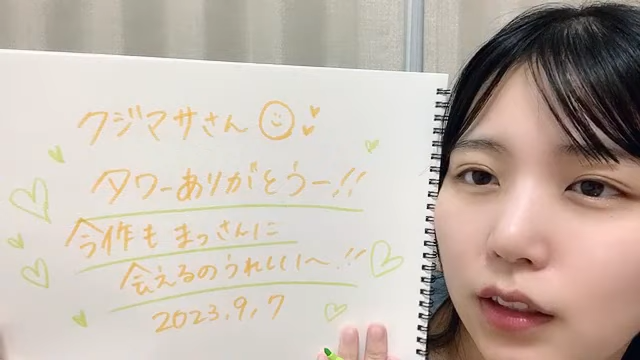 クジマサさん
タワーありがとうー!!
今作もまっさんに
会えるのうれしい〜!!
2023.9.7